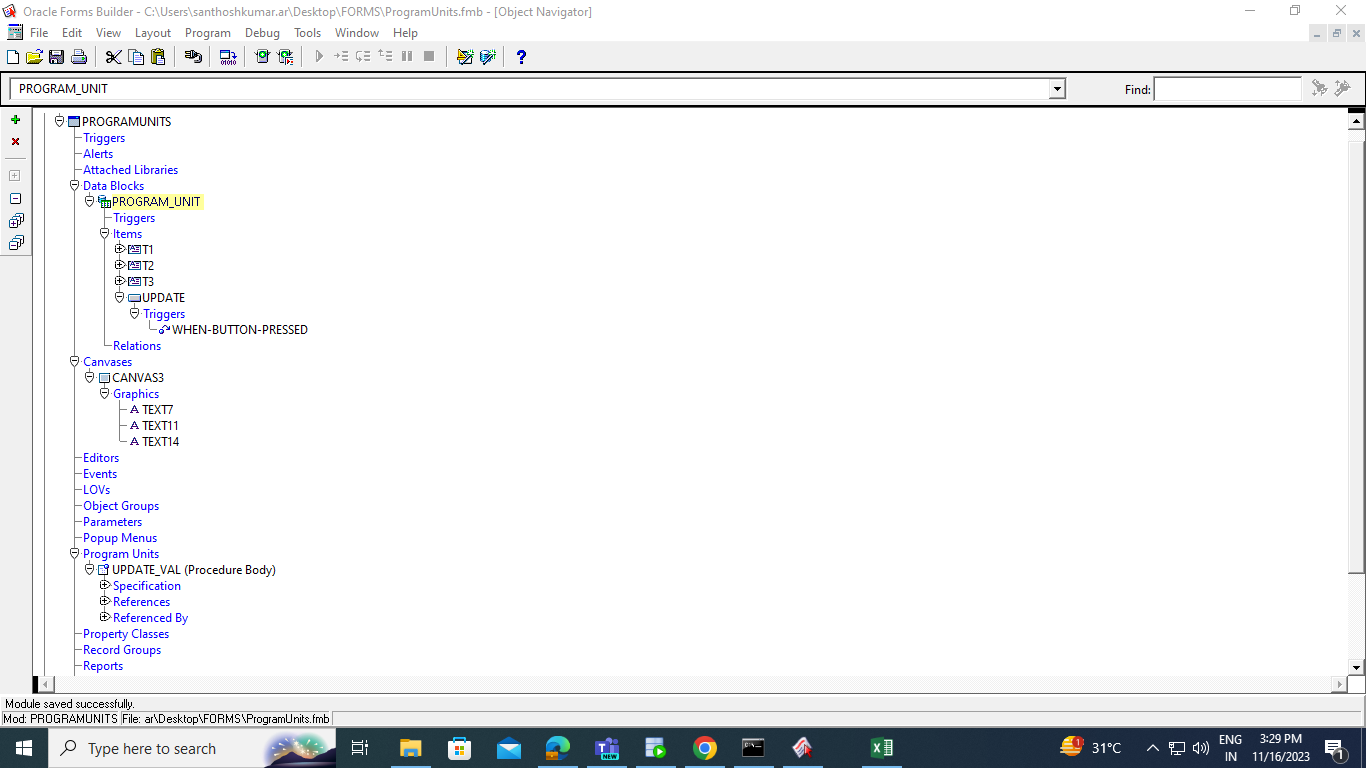 Oracle Forms Builder - C:\Users\santhoshkumar.ar\Desktop\FORMS\ProgramUnits.fmb - [Object Navigator]
File Edit View Layout Program Debug Tools Window Help
PROGRAM_UNIT
Find:
PROGRAMUNITS
Triggers
Alerts
Attached Libraries
Data Blocks
PROGRAM_UNIT
Triggers
Items
T1
T2
T3
UPDATE
Triggers
WHEN-BUTTON-PRESSED
Relations
Canvases
CANVAS3
Graphics
A TEXT7
A TEXT11
A TEXT14
Editors
Events
LOVs
Object Groups
Parameters
Popup Menus
Program Units
UPDATE_VAL (Procedure Body)
Specification
References
Referenced By
Property Classes
Record Groups
Reports
Module saved successfully.
Mod: PROGRAMUNITS File: ar\Desktop\FORMS\ProgramUnits.fmb
Type here to search
NEW
1
31°C
ENG
IN
3:29 PM
11/16/2023
1